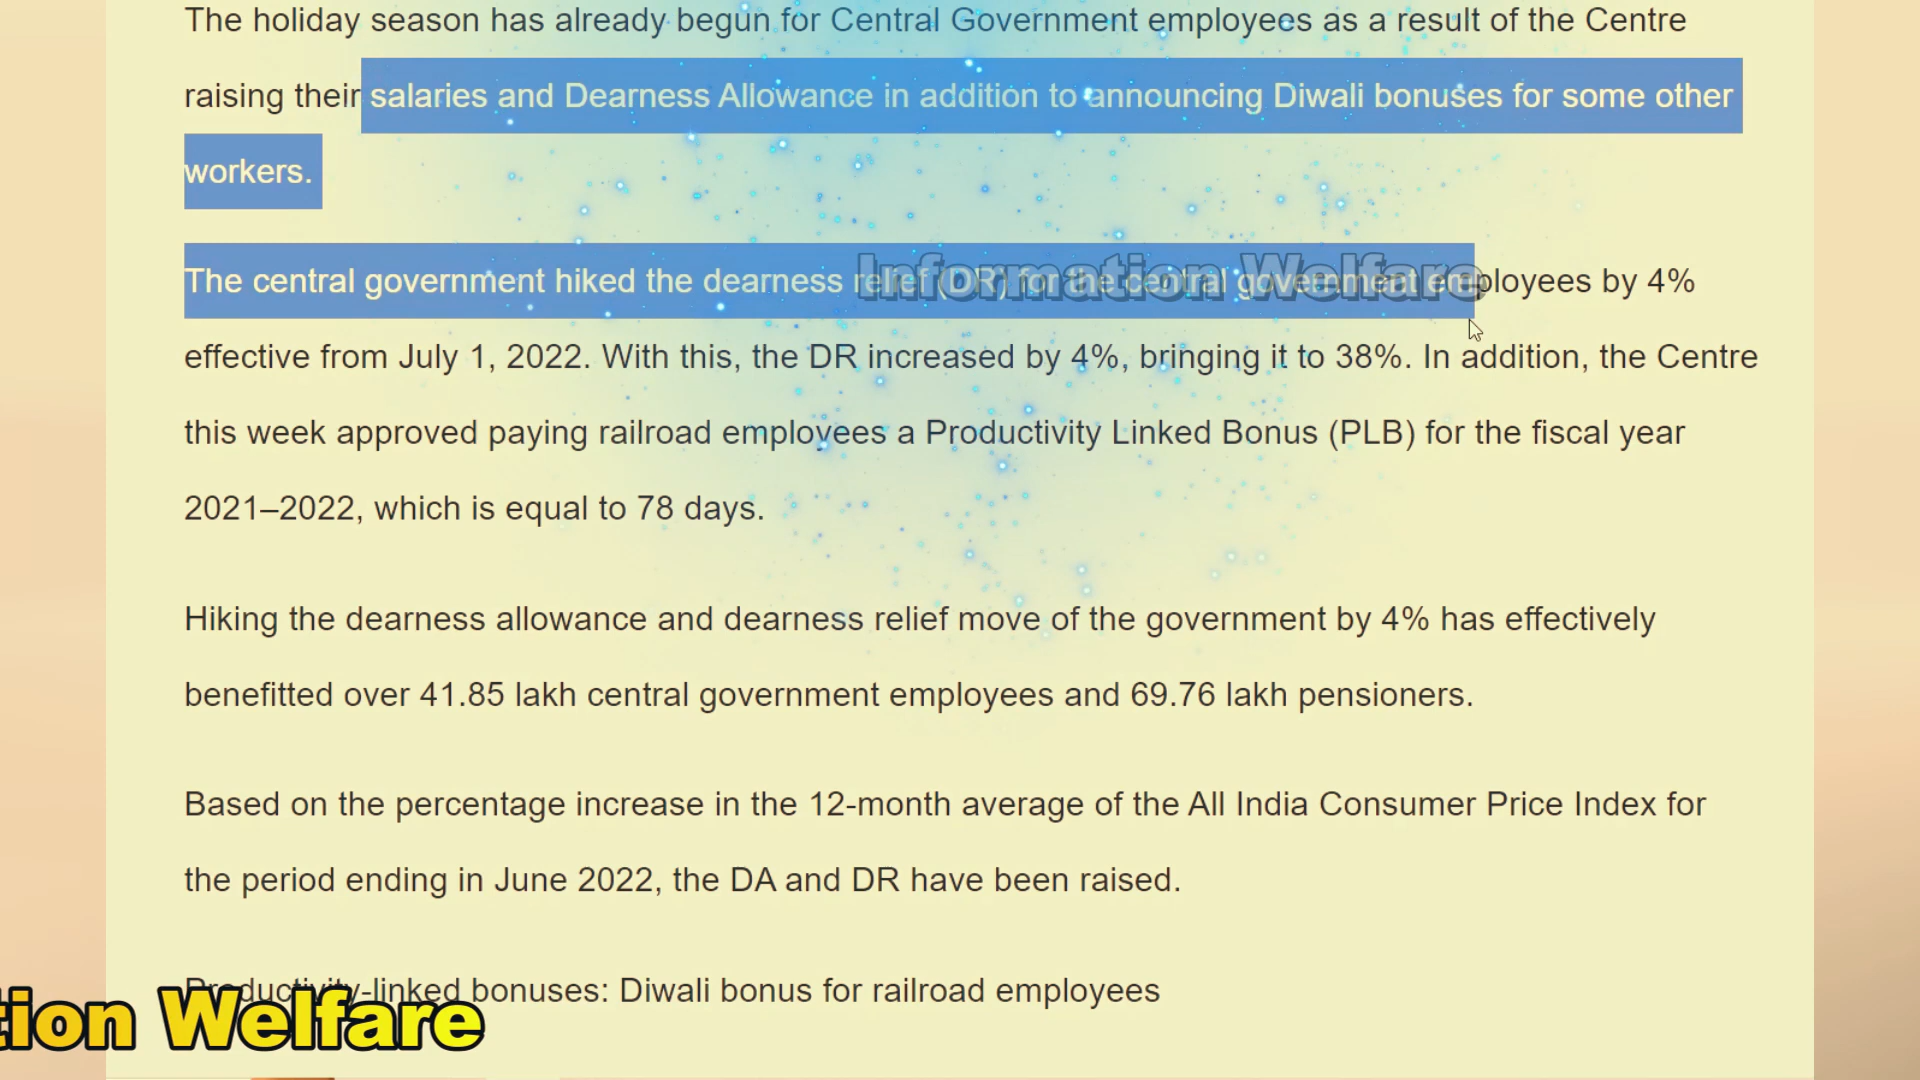 The holiday season has already begun for Central Government employees as a result of the Centre
raising their salaries and Dearness Allowance in addition to announcing Diwali bonuses for some other
workers.
The central government hiked the dearness relief (DR) for the central government employees by 4%
Information Welfare
effective from July 1, 2022. With this, the DR increased by 4%, bringing it to 38%. In addition, the Centre
this week approved paying railroad employees a Productivity Linked Bonus (PLB) for the fiscal year
2021–2022, which is equal to 78 days.
Hiking the dearness allowance and dearness relief move of the government by 4% has effectively
benefitted over 41.85 lakh central government employees and 69.76 lakh pensioners.
Based on the percentage increase in the 12-month average of the All India Consumer Price Index for
the period ending in June 2022, the DA and DR have been raised.
Productivity-linked bonuses: Diwali bonus for railroad employees
tion Welfare